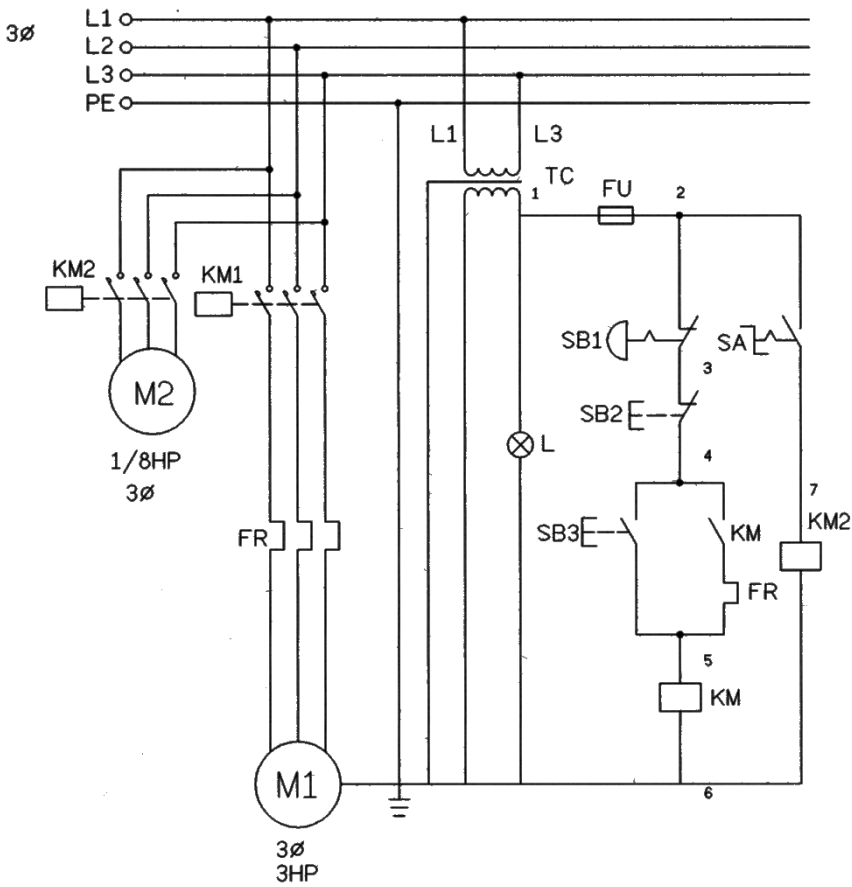 L1
3Ø
L2
L3
PE
L1 L3
TC
1 FU 2
KM2 KM1
SB1 SA
3
M2 SB2
1/8HP L 4
3Ø
7
FR SB3 KM KM2
FR
5
KM
M1 6
3Ø
3HP